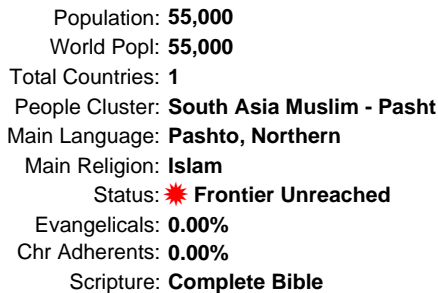 Population: 55,000
World Popl: 55,000
Total Countries: 1
People Cluster: South Asia Muslim - Pasht
Main Language: Pashto, Northern
Main Religion: Islam
Status: Frontier Unreached
Evangelicals: 0.00%
Chr Adherents: 0.00%
Scripture: Complete Bible